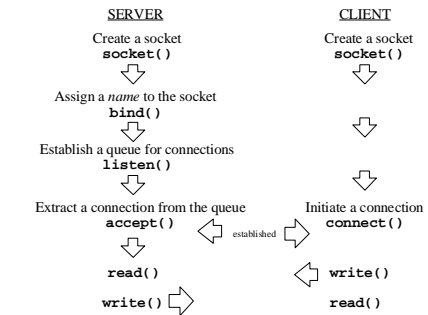 SERVER
Create a socket
socket()
Assign a name to the socket
bind()
Establish a queue for connections
listen()
Extract a connection from the queue
accept()
read()
write()
established
CLIENT
Create a socket
socket()
Initiate a connection
connect()
write()
read()